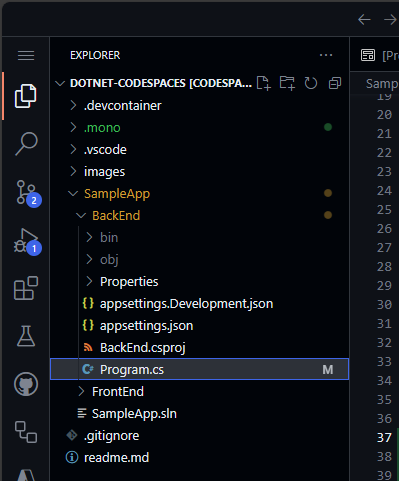 EXPLORER ···
[Pr
DOTNET-CODESPACES [CODESPA...
Samp
.devcontainer
.mono
.vscode
images
SampleApp
BackEnd
bin
obj
Properties
{ } appsettings.Development.json
{ } appsettings.json
BackEnd.csproj
C# Program.cs M
FrontEnd
SampleApp.sln
.gitignore
readme.md
2
1
19
20
21
22
23
24
25
26
27
28
29
30
31
32
33
34
35
36
37
38
39